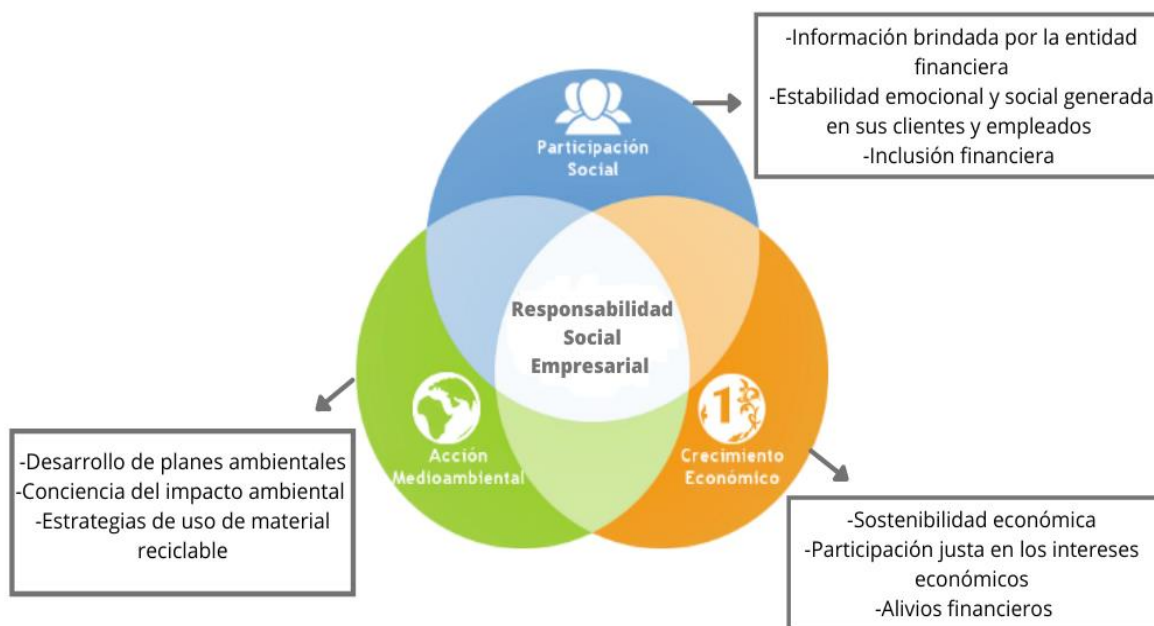 -Información brindada por la entidad
financiera
-Estabilidad emocional y social generada
en sus clientes y empleados
-Inclusión financiera
Participación
Social
Responsabilidad
Social
Empresarial
Acción
Medioambiental
1
Crecimiento
Económico
-Desarrollo de planes ambientales
-Conciencia del impacto ambiental
-Estrategias de uso de material
reciclable
-Sostenibilidad económica
-Participación justa en los intereses
económicos
-Alivios financieros